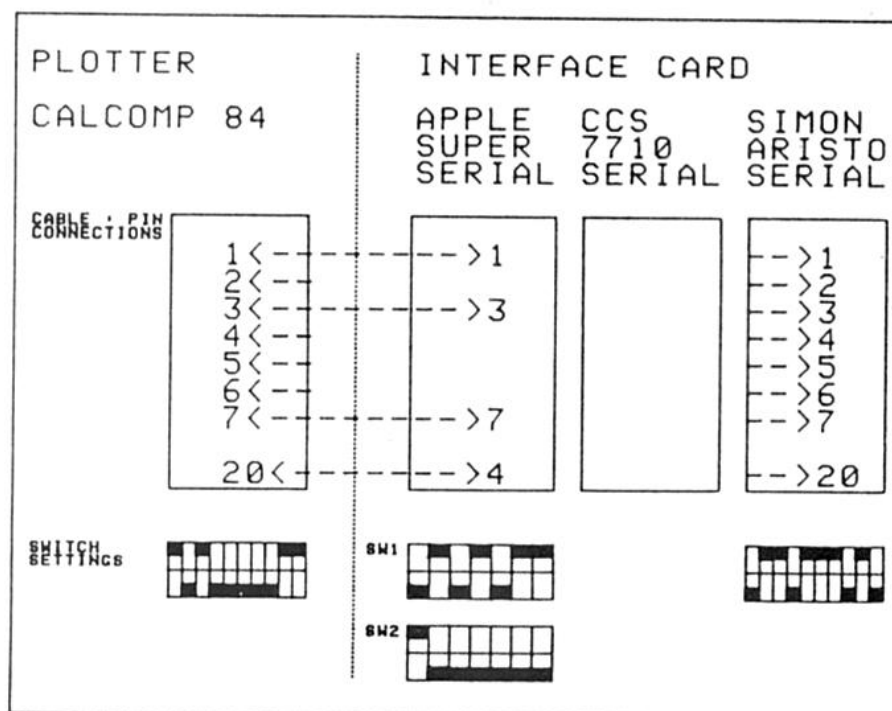 PLOTTER
CALCOMP 84
INTERFACE CARD
APPLE
SUPER
SERIAL
CCS
7710
SERIAL
SIMON
ARISTO
SERIAL
CABLE : PIN
CONNECTIONS
1<----->1
2<--
3<----->3
4<--
5<--
6<--
7<----->7
20<----->4
-->1
-->2
-->3
-->4
-->5
-->6
-->7
-->20
SWITCH
SETTINGS
SW1
SW2